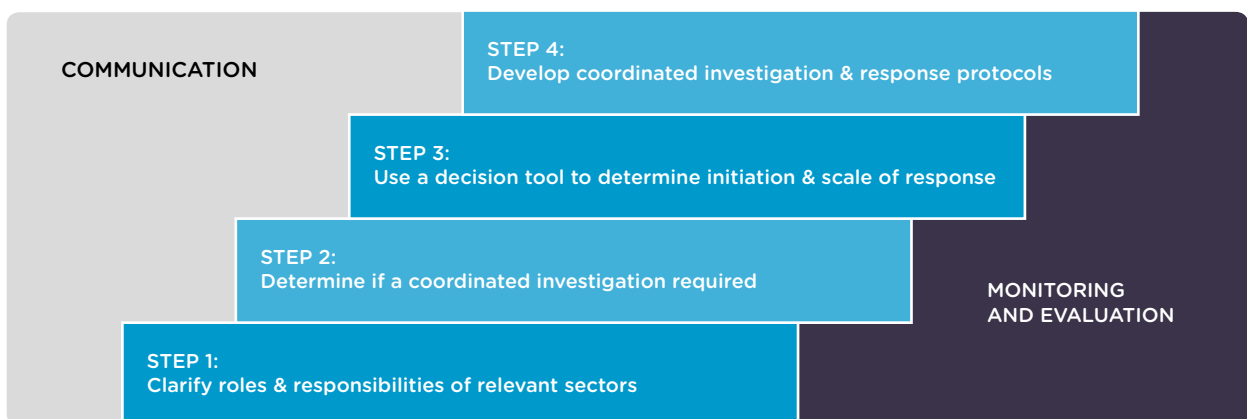 COMMUNICATION
STEP 4:
Develop coordinated investigation & response protocols
STEP 3:
Use a decision tool to determine initiation & scale of response
STEP 2:
Determine if a coordinated investigation required
STEP 1:
Clarify roles & responsibilities of relevant sectors
MONITORING
AND EVALUATION